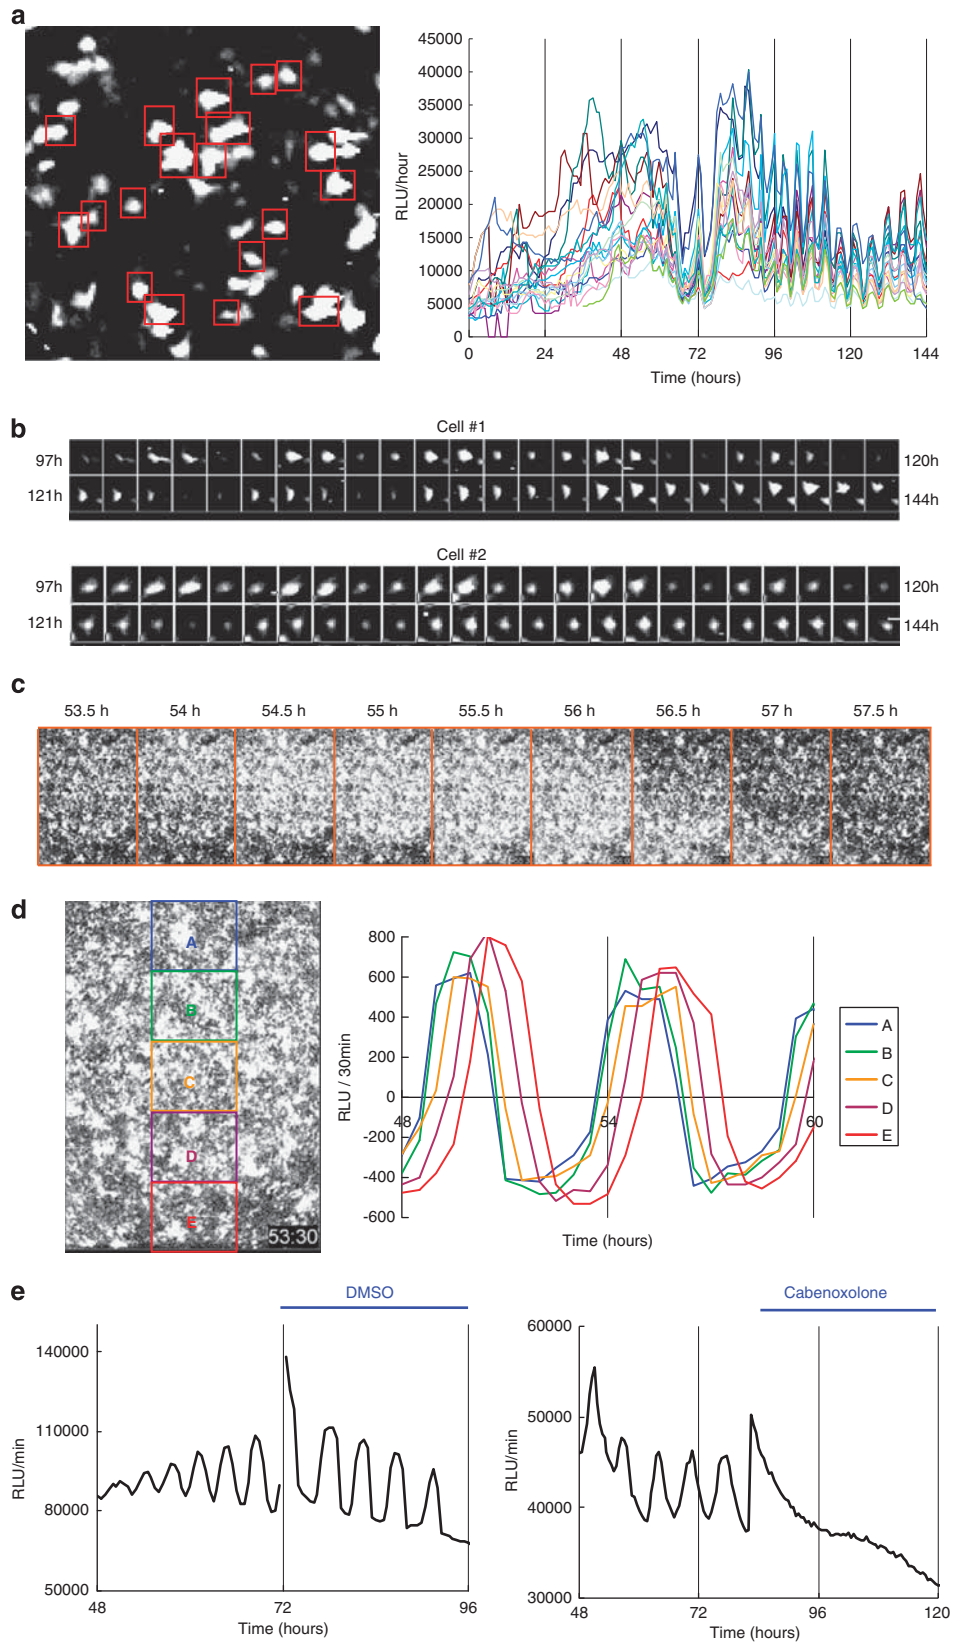 a
45000
40000
35000
30000
25000
20000
15000
10000
5000
0
RLU/hour
0 24 48 72 96 120 144
Time (hours)
b
Cell #1
97h 120h
121h 144h
Cell #2
97h 120h
121h 144h
c
53.5 h 54 h 54.5 h 55 h 55.5 h 56 h 56.5 h 57 h 57.5 h
d
A
B
C
D
E
53:30
800
600
400
200
0
-200
-400
-600
RLU / 30min
48 54 60
Time (hours)
A
B
C
D
E
e
DMSO
140000
110000
80000
50000
RLU/min
48 72 96
Time (hours)
Cabenoxolone
60000
50000
40000
30000
RLU/min
48 72 96 120
Time (hours)